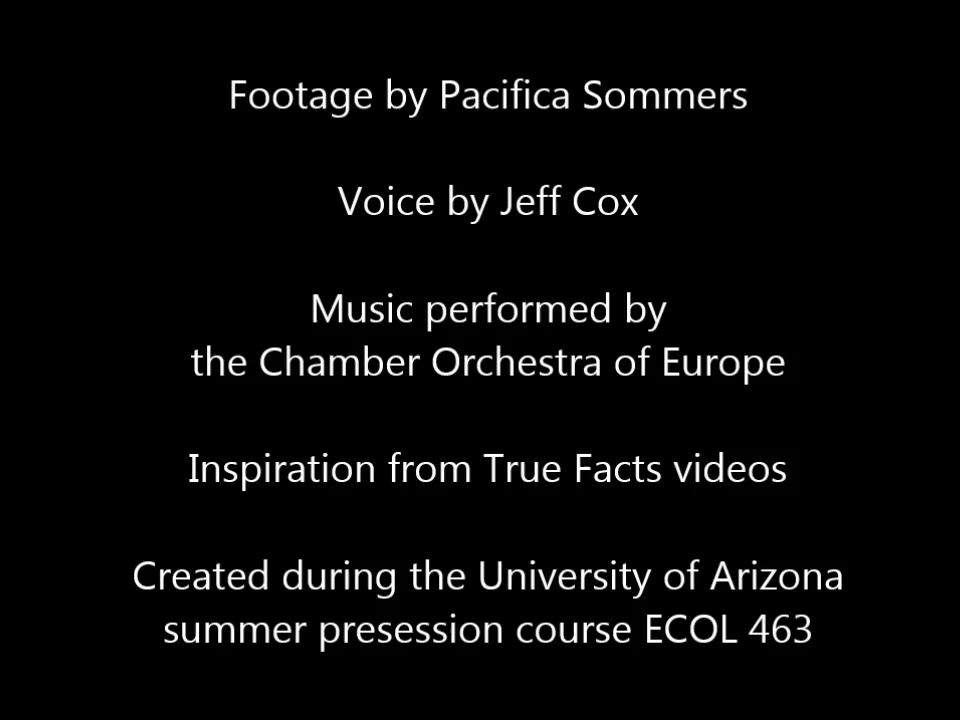 Footage by Pacifica Sommers
Voice by Jeff Cox
Music performed by
the Chamber Orchestra of Europe
Inspiration from True Facts videos
Created during the University of Arizona
summer presession course ECOL 463